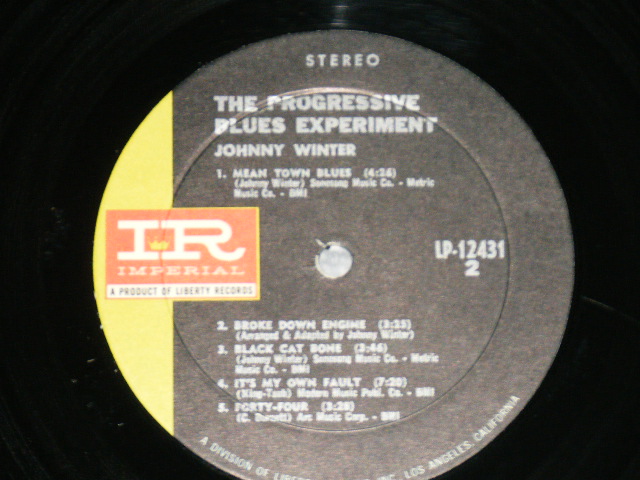 STEREO
THE PROGRESSIVE
BLUES EXPERIMENT
JOHNNY WINTER
1. MEAN TOWN BLUES (4:26)
(Johnny Winter) Sonmang Music Co. - Metric
Music Co. - BMI
IR
IMPERIAL
A PRODUCT OF LIBERTY RECORDS
LP-12431
2
2. BROKE DOWN ENGINE (3:25)
(Arranged & Adapted by Johnny Winter)
3. BLACK CAT BONE (3:46)
(Johnny Winter) Sonmang Music Co. - Metric
Music Co. - BMI
4. IT'S MY OWN FAULT (7:20)
(King-Taub) Modern Music Publ. Co. - BMI
5. FORTY-FOUR (3:28)
(C. Burnett) Arc Music Corp. - BMI
A DIVISION OF LIBERTY INC. LOS ANGELES, CALIFORNIA